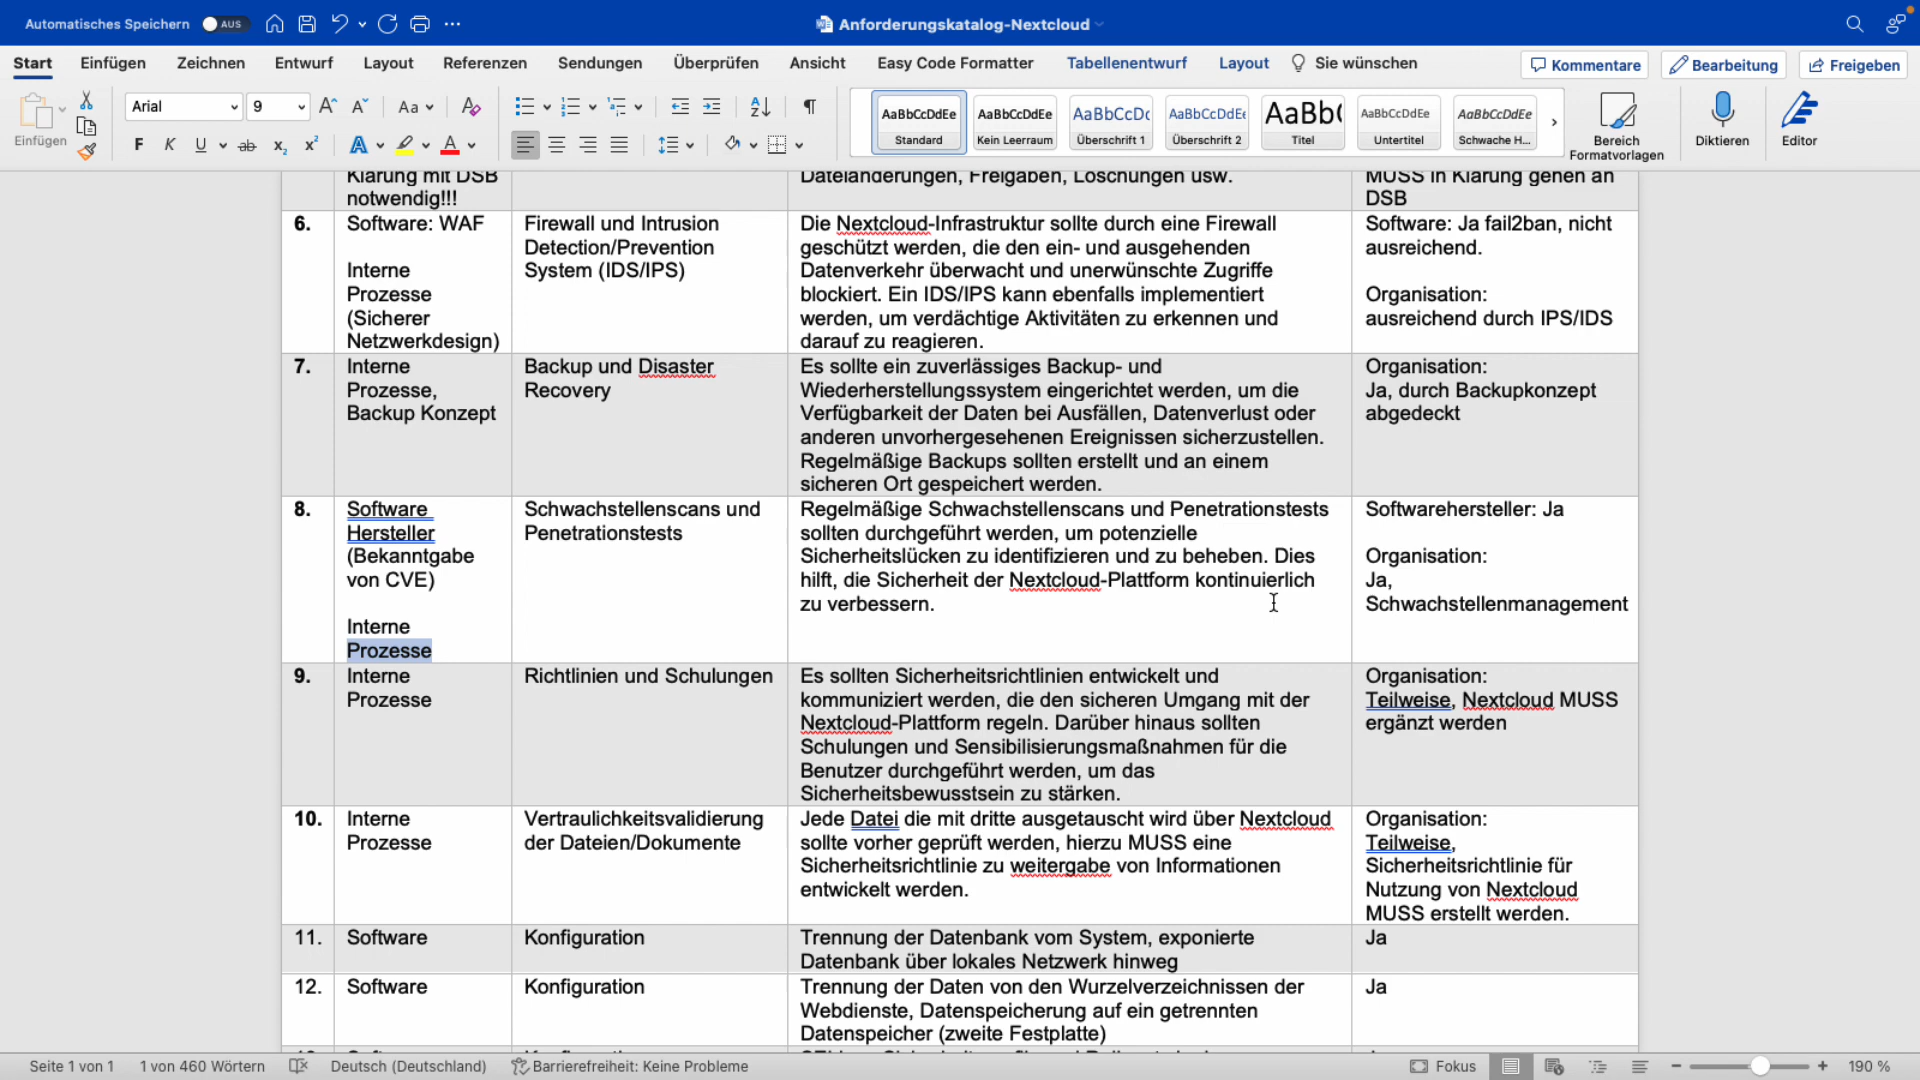 Automatisches Speichern AUS Anforderungskatalog-Nextcloud
Start Einfügen Zeichnen Entwurf Layout Referenzen Sendungen Überprüfen Ansicht Easy Code Formatter Tabellenentwurf Layout Sie wünschen Kommentare Bearbeitung Freigeben
Einfügen Arial 9
Standard Kein Leerraum Überschrift 1 Überschrift 2 Titel Untertitel Schwache H...
Bereich Formatvorlagen Diktieren Editor
Klärung mit DSB
notwendig!!!
Dateiänderungen, Freigaben, Löschungen usw.
MUSS in Klärung gehen an
DSB
6.
Software: WAF
Interne
Prozesse
(Sicherer
Netzwerkdesign)
Firewall und Intrusion
Detection/Prevention
System (IDS/IPS)
Die Nextcloud-Infrastruktur sollte durch eine Firewall
geschützt werden, die den ein- und ausgehenden
Datenverkehr überwacht und unerwünschte Zugriffe
blockiert. Ein IDS/IPS kann ebenfalls implementiert
werden, um verdächtige Aktivitäten zu erkennen und
darauf zu reagieren.
Software: Ja fail2ban, nicht
ausreichend.
Organisation:
ausreichend durch IPS/IDS
7.
Interne
Prozesse,
Backup Konzept
Backup und Disaster
Recovery
Es sollte ein zuverlässiges Backup- und
Wiederherstellungssystem eingerichtet werden, um die
Verfügbarkeit der Daten bei Ausfällen, Datenverlust oder
anderen unvorhergesehenen Ereignissen sicherzustellen.
Regelmäßige Backups sollten erstellt und an einem
sicheren Ort gespeichert werden.
Organisation:
Ja, durch Backupkonzept
abgedeckt
8.
Software
Hersteller
(Bekanntgabe
von CVE)
Interne
Prozesse
Schwachstellenscans und
Penetrationstests
Regelmäßige Schwachstellenscans und Penetrationstests
sollten durchgeführt werden, um potenzielle
Sicherheitslücken zu identifizieren und zu beheben. Dies
hilft, die Sicherheit der Nextcloud-Plattform kontinuierlich
zu verbessern.
Softwarehersteller: Ja
Organisation:
Ja,
Schwachstellenmanagement
9.
Interne
Prozesse
Richtlinien und Schulungen
Es sollten Sicherheitsrichtlinien entwickelt und
kommuniziert werden, die den sicheren Umgang mit der
Nextcloud-Plattform regeln. Darüber hinaus sollten
Schulungen und Sensibilisierungsmaßnahmen für die
Benutzer durchgeführt werden, um das
Sicherheitsbewusstsein zu stärken.
Organisation:
Teilweise, Nextcloud MUSS
ergänzt werden
10.
Interne
Prozesse
Vertraulichkeitsvalidierung
der Dateien/Dokumente
Jede Datei die mit dritte ausgetauscht wird über Nextcloud
sollte vorher geprüft werden, hierzu MUSS eine
Sicherheitsrichtlinie zu weitergabe von Informationen
entwickelt werden.
Organisation:
Teilweise,
Sicherheitsrichtlinie für
Nutzung von Nextcloud
MUSS erstellt werden.
11.
Software
Konfiguration
Trennung der Datenbank vom System, exponierte
Datenbank über lokales Netzwerk hinweg
Ja
12.
Software
Konfiguration
Trennung der Daten von den Wurzelverzeichnissen der
Webdienste, Datenspeicherung auf ein getrennten
Datenspeicher (zweite Festplatte)
Ja
Seite 1 von 1 1 von 460 Wörtern Deutsch (Deutschland) Barrierefreiheit: Keine Probleme Fokus 190 %